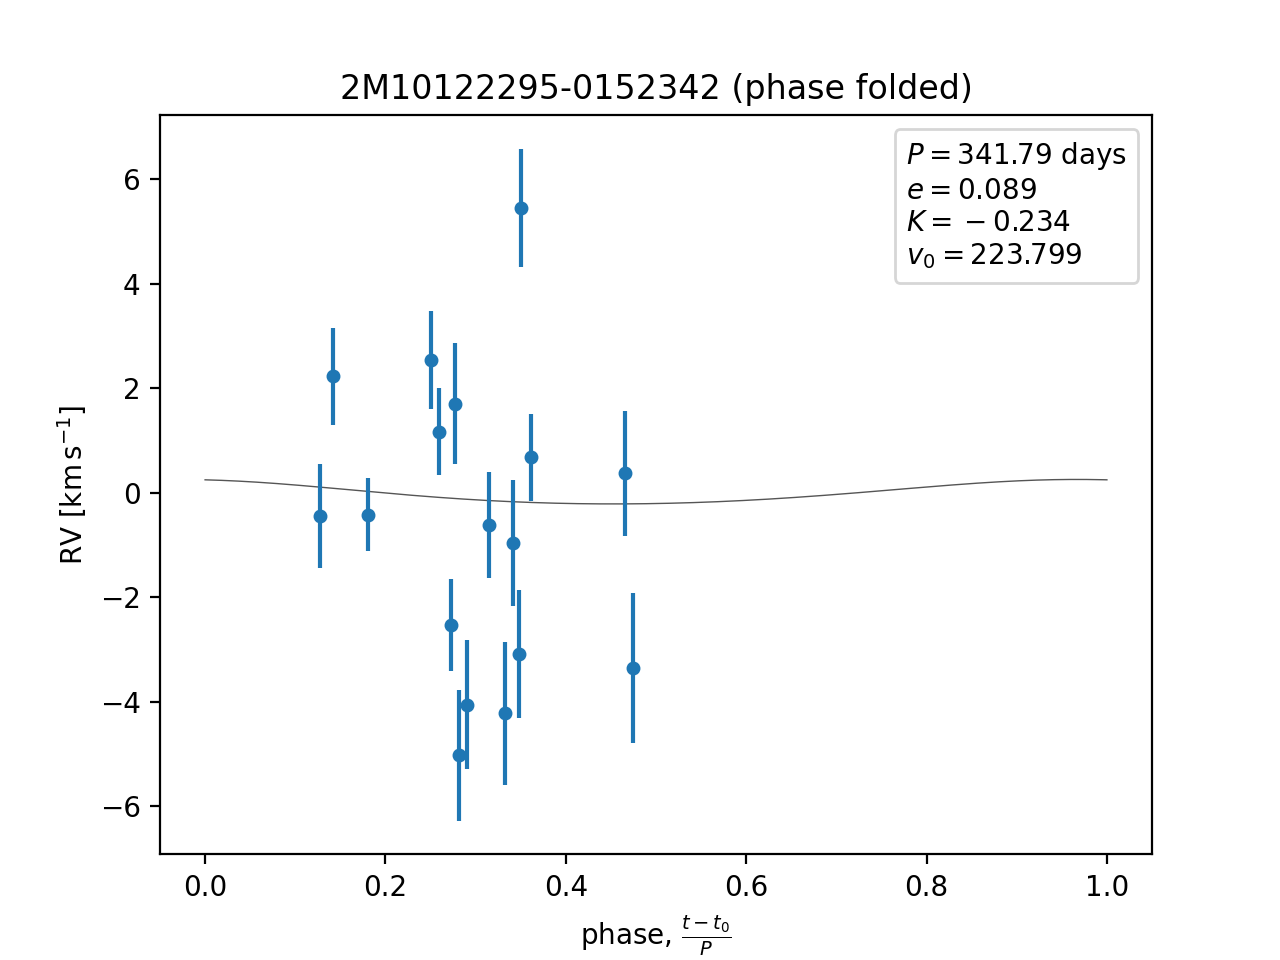 2M10122295-0152342 (phase folded)
P = 341.79 days
e = 0.089
K = −0.234
v₀ = 223.799
6
4
2
0
−2
−4
−6
RV [km s⁻¹]
0.0 0.2 0.4 0.6 0.8 1.0
phase, (t − t₀)/P